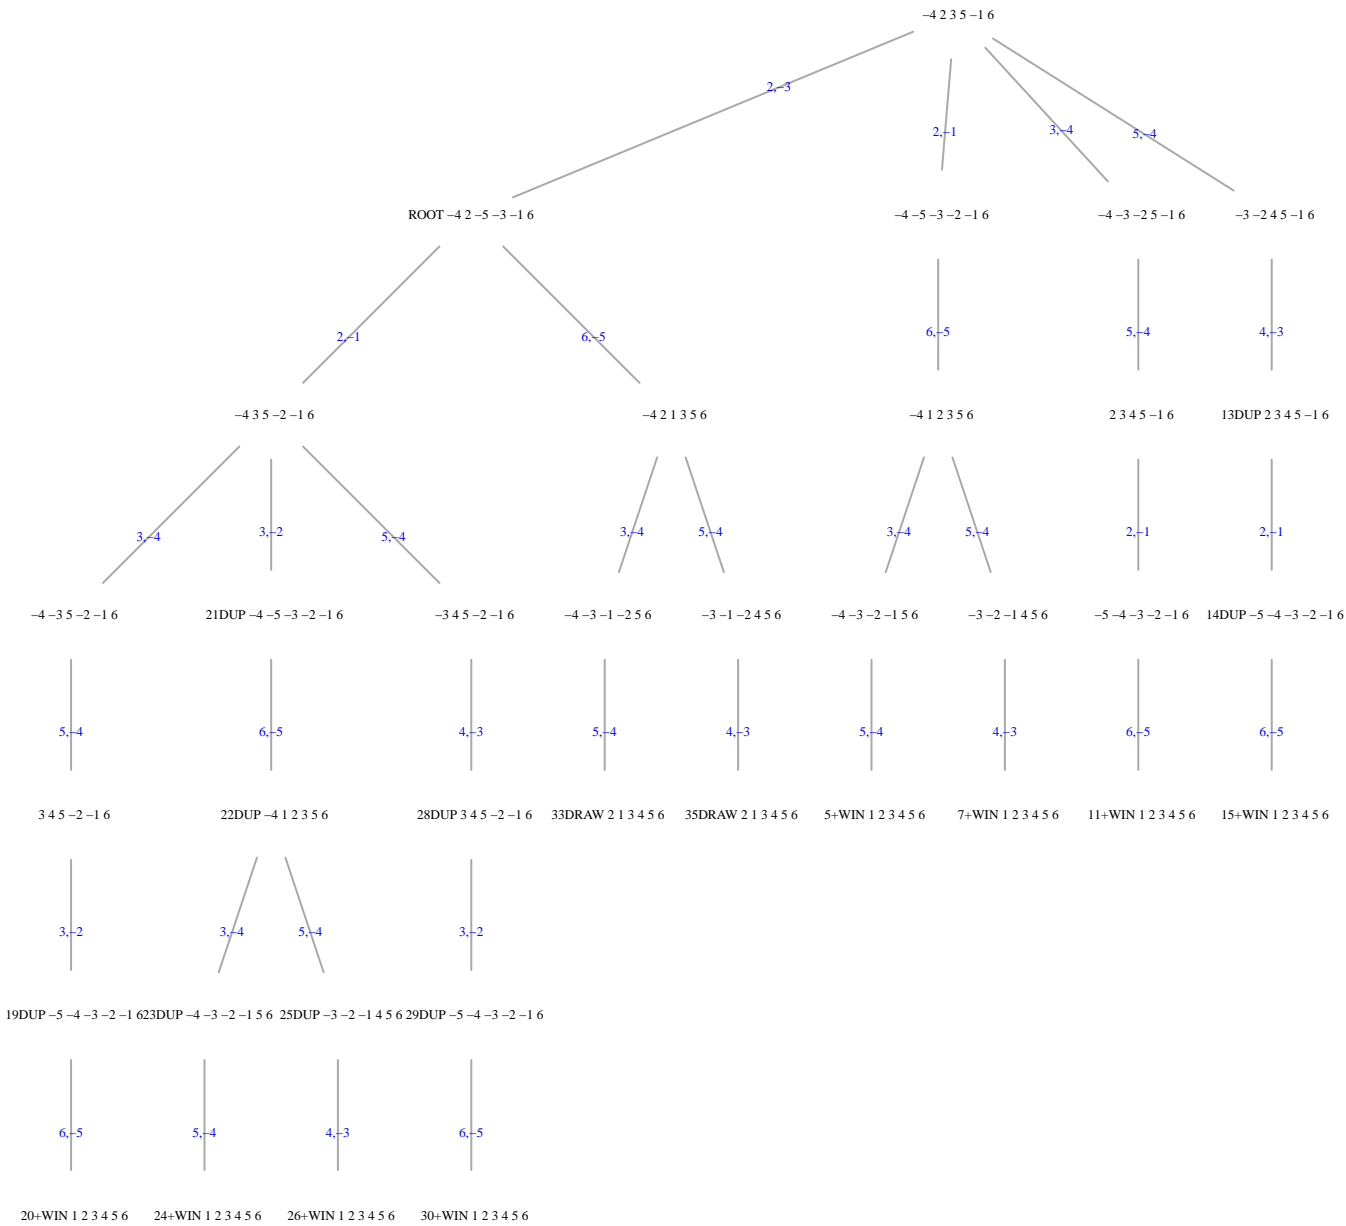 −4 2 3 5 −1 6
2,−3
2,−1
3,−4
5,−4
ROOT −4 2 −5 −3 −1 6
−4 −5 −3 −2 −1 6
−4 −3 −2 5 −1 6
−3 −2 4 5 −1 6
2,−1
6,−5
6,−5
5,−4
4,−3
−4 3 5 −2 −1 6
−4 2 1 3 5 6
−4 1 2 3 5 6
2 3 4 5 −1 6
13DUP 2 3 4 5 −1 6
3,−4
3,−2
5,−4
3,−4
5,−4
3,−4
5,−4
2,−1
2,−1
−4 −3 5 −2 −1 6
21DUP −4 −5 −3 −2 −1 6
−3 4 5 −2 −1 6
−4 −3 −1 −2 5 6
−3 −1 −2 4 5 6
−4 −3 −2 −1 5 6
−3 −2 −1 4 5 6
−5 −4 −3 −2 −1 6
14DUP −5 −4 −3 −2 −1 6
5,−4
6,−5
4,−3
5,−4
4,−3
5,−4
4,−3
6,−5
6,−5
3 4 5 −2 −1 6
22DUP −4 1 2 3 5 6
28DUP 3 4 5 −2 −1 6
33DRAW 2 1 3 4 5 6
35DRAW 2 1 3 4 5 6
5+WIN 1 2 3 4 5 6
7+WIN 1 2 3 4 5 6
11+WIN 1 2 3 4 5 6
15+WIN 1 2 3 4 5 6
3,−2
3,−4
5,−4
3,−2
19DUP −5 −4 −3 −2 −1 6
23DUP −4 −3 −2 −1 5 6
25DUP −3 −2 −1 4 5 6
29DUP −5 −4 −3 −2 −1 6
6,−5
5,−4
4,−3
6,−5
20+WIN 1 2 3 4 5 6
24+WIN 1 2 3 4 5 6
26+WIN 1 2 3 4 5 6
30+WIN 1 2 3 4 5 6